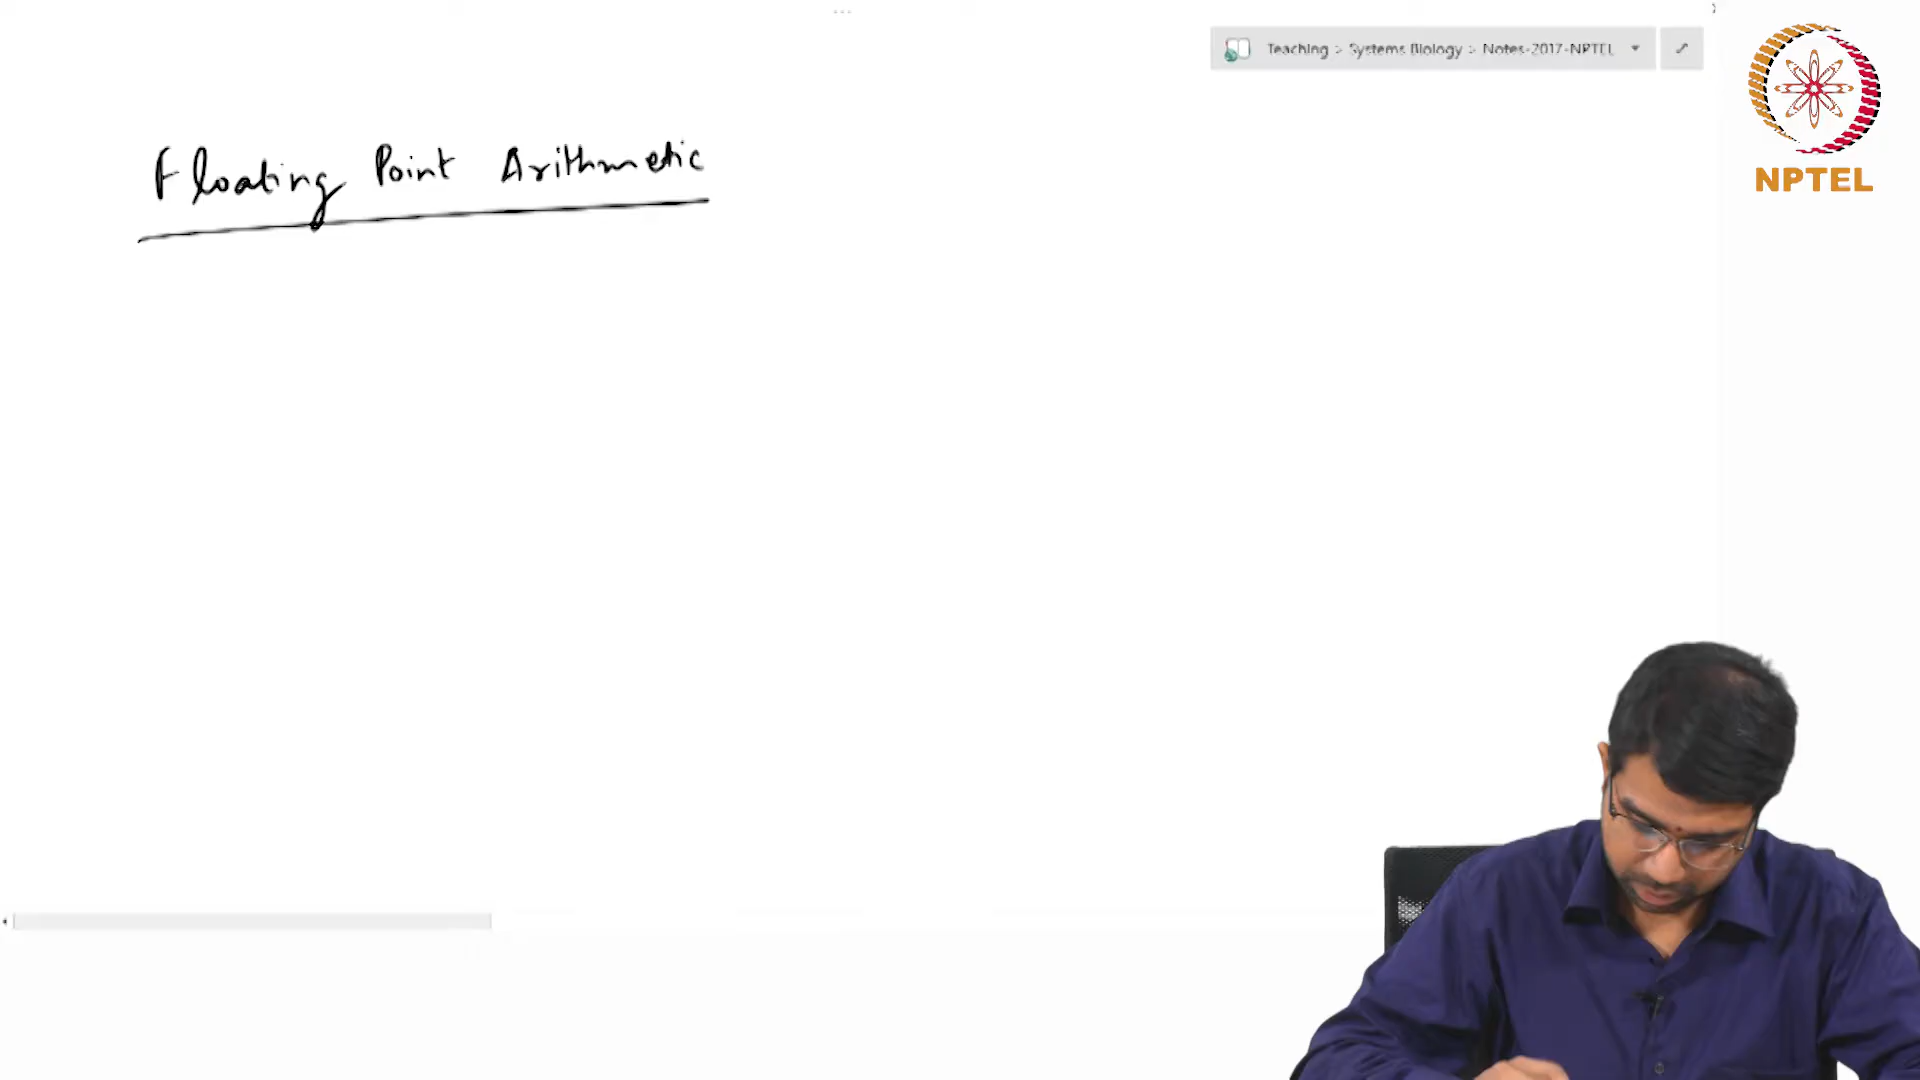 Teaching > Systems Biology > Notes-2017-NPTEL
NPTEL
Floating Point Arithmetic